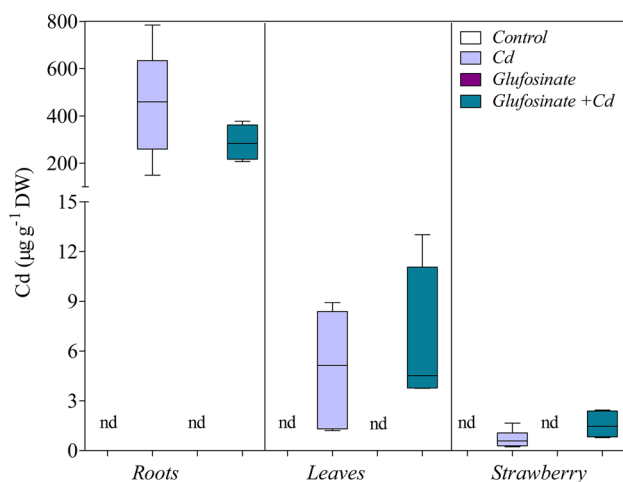 800
600
400
200
15
12
9
6
3
0
Cd (µg g⁻¹ DW)
Control
Cd
Glufosinate
Glufosinate +Cd
nd nd nd nd nd nd
Roots Leaves Strawberry